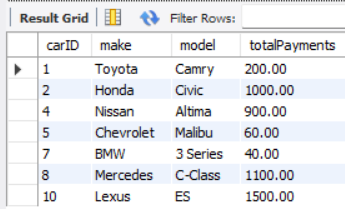 Result Grid Filter Rows:
carID make model totalPayments
1 Toyota Camry 200.00
2 Honda Civic 1000.00
4 Nissan Altima 900.00
5 Chevrolet Malibu 60.00
7 BMW 3 Series 40.00
8 Mercedes C-Class 1100.00
10 Lexus ES 1500.00